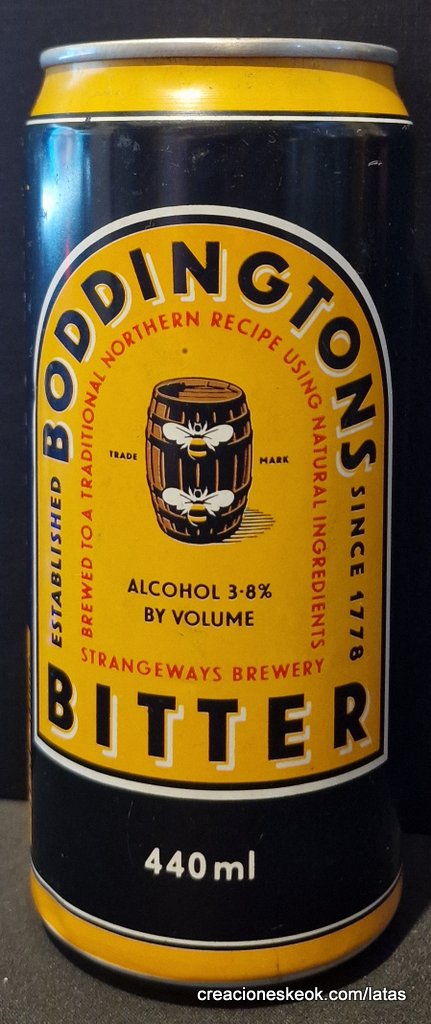 ESTABLISHED BODDINGTONS SINCE 1778
BREWED TO A TRADITIONAL NORTHERN RECIPE USING NATURAL INGREDIENTS
TRADE MARK
ALCOHOL 3·8%
BY VOLUME
STRANGEWAYS BREWERY
BITTER
440ml
creacioneskeok.com/latas